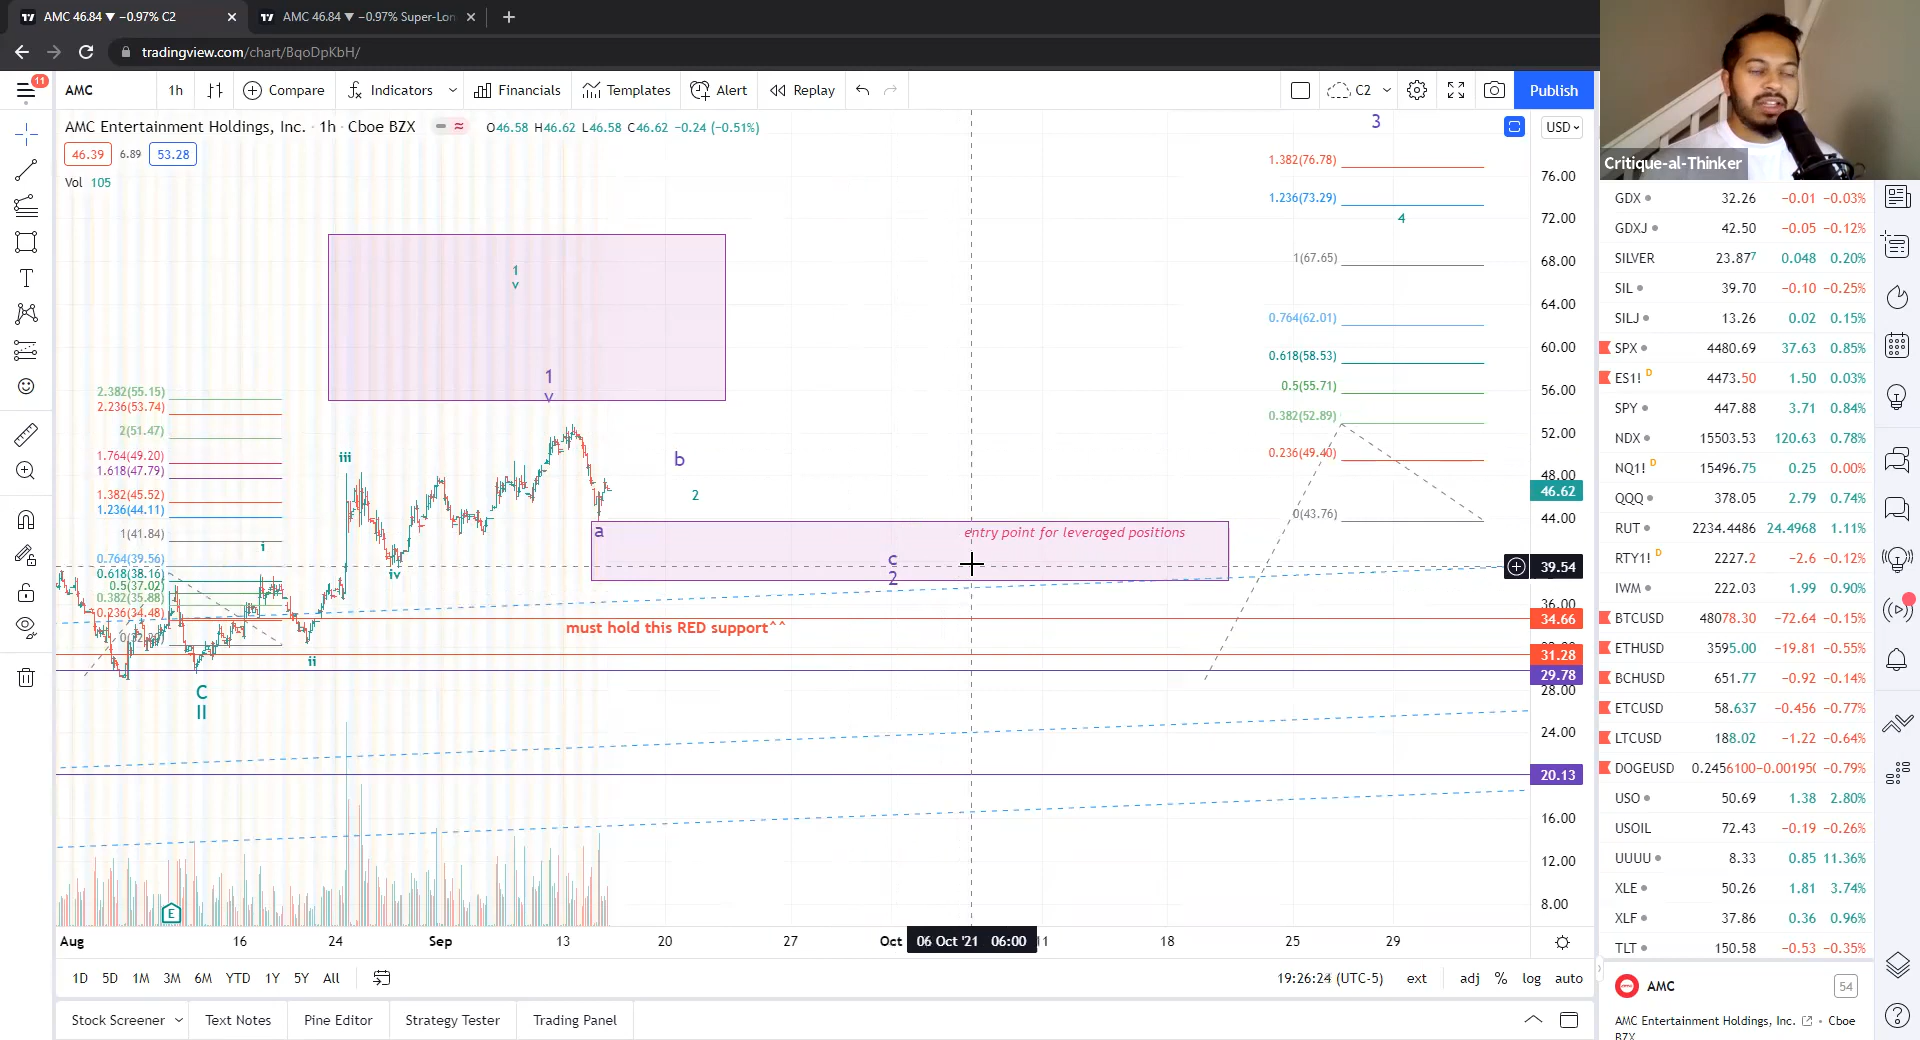 AMC 46.84 ▼ −0.97% C2
AMC 46.84 ▼ −0.97% Super-Lon
tradingview.com/chart/BqoDpKbH/
11
AMC
1h
Compare
Indicators
Financials
Templates
Alert
Replay
C2
Publish
AMC Entertainment Holdings, Inc. · 1h · Cboe BZX
O46.58 H46.62 L46.58 C46.62 −0.24 (−0.51%)
USD
46.39
6.89
53.28
Vol 105
Critique-al-Thinker
3
1.382(76.78)
1.236(73.29)
4
1(67.65)
0.764(62.01)
0.618(58.53)
0.5(55.71)
0.382(52.89)
0.236(49.40)
0(43.76)
1
v
1
v
2.382(55.15)
2.236(53.74)
2(51.47)
1.764(49.20)
1.618(47.79)
1.382(45.52)
1.236(44.11)
1(41.84)
0.764(39.56)
0.618(38.16)
0.5(37.02)
0.382(35.88)
0.236(34.48)
i
ii
iii
iv
C
II
b
2
a
entry point for leveraged positions
c
2
must hold this RED support^^
E
76.00
72.00
68.00
64.00
60.00
56.00
52.00
48.00
46.62
44.00
39.54
36.00
34.66
31.28
29.78
28.00
24.00
20.13
16.00
12.00
8.00
Aug
16
24
Sep
13
20
27
Oct
06 Oct '21 06:00
11
18
25
29
1D 5D 1M 3M 6M YTD 1Y 5Y All
19:26:24 (UTC-5)
ext
adj % log auto
Stock Screener
Text Notes
Pine Editor
Strategy Tester
Trading Panel
GDX 32.26 −0.01 −0.03%
GDXJ 42.50 −0.05 −0.12%
SILVER 23.877 0.048 0.20%
SIL 39.70 −0.10 −0.25%
SILJ 13.26 0.02 0.15%
SPX 4480.69 37.63 0.85%
ES1! D 4473.50 1.50 0.03%
SPY 447.88 3.71 0.84%
NDX 15503.53 120.63 0.78%
NQ1! D 15496.75 0.25 0.00%
QQQ 378.05 2.79 0.74%
RUT 2234.4486 24.4968 1.11%
RTY1! D 2227.2 −2.6 −0.12%
IWM 222.03 1.99 0.90%
BTCUSD 48078.30 −72.64 −0.15%
ETHUSD 3595.00 −19.81 −0.55%
BCHUSD 651.77 −0.92 −0.14%
ETCUSD 58.637 −0.456 −0.77%
LTCUSD 188.02 −1.22 −0.64%
DOGEUSD 0.2456100 −0.001950 −0.79%
USO 50.69 1.38 2.80%
USOIL 72.43 −0.19 −0.26%
UUUU 8.33 0.85 11.36%
XLE 50.26 1.81 3.74%
XLF 37.86 0.36 0.96%
TLT 150.58 −0.53 −0.35%
AMC
54
AMC Entertainment Holdings, Inc. · Cboe
BZX